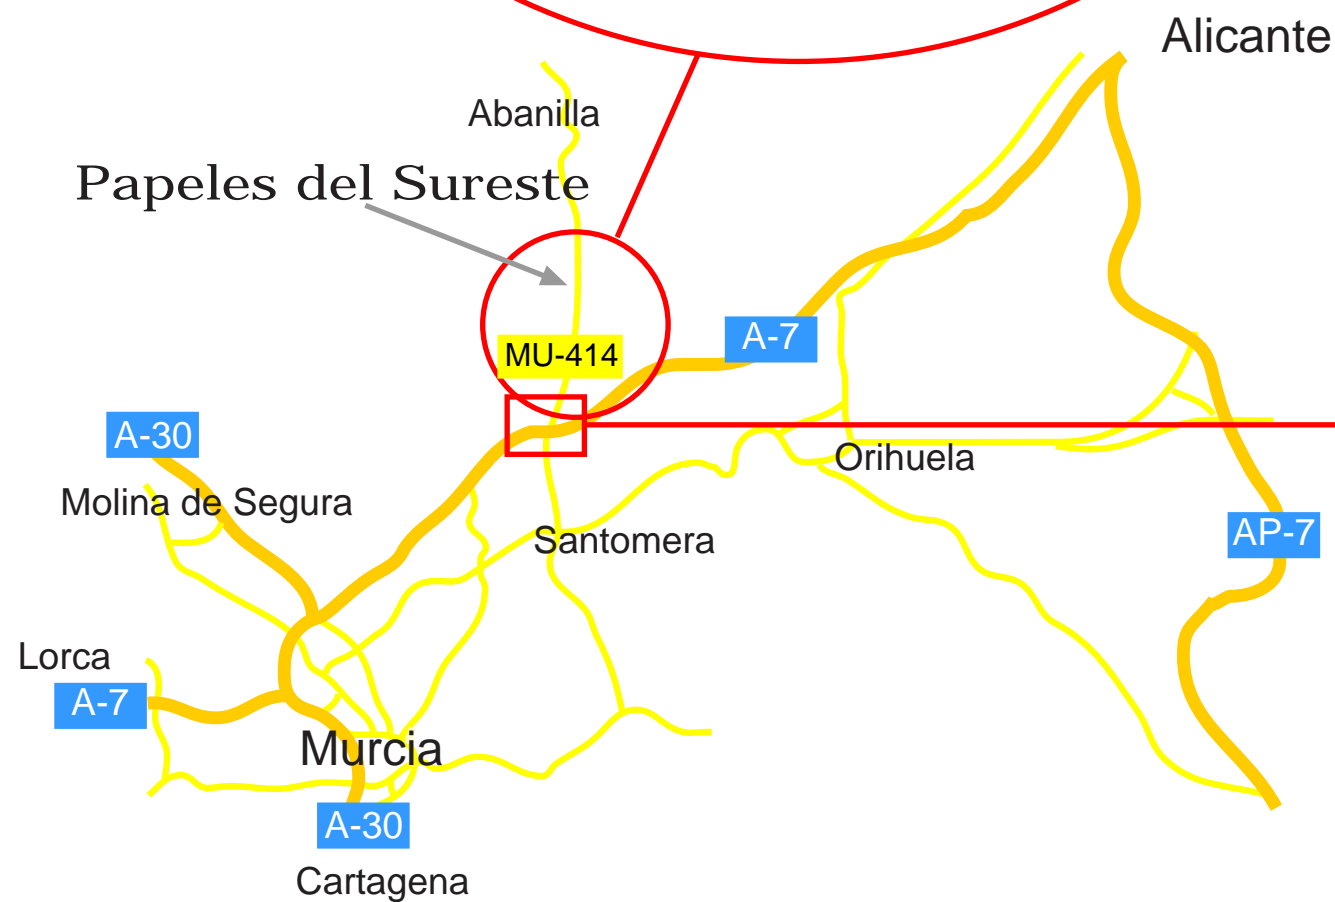 Alicante
Abanilla
Papeles del Sureste
A-7
MU-414
A-30
Orihuela
Molina de Segura
Santomera
AP-7
Lorca
A-7
Murcia
A-30
Cartagena